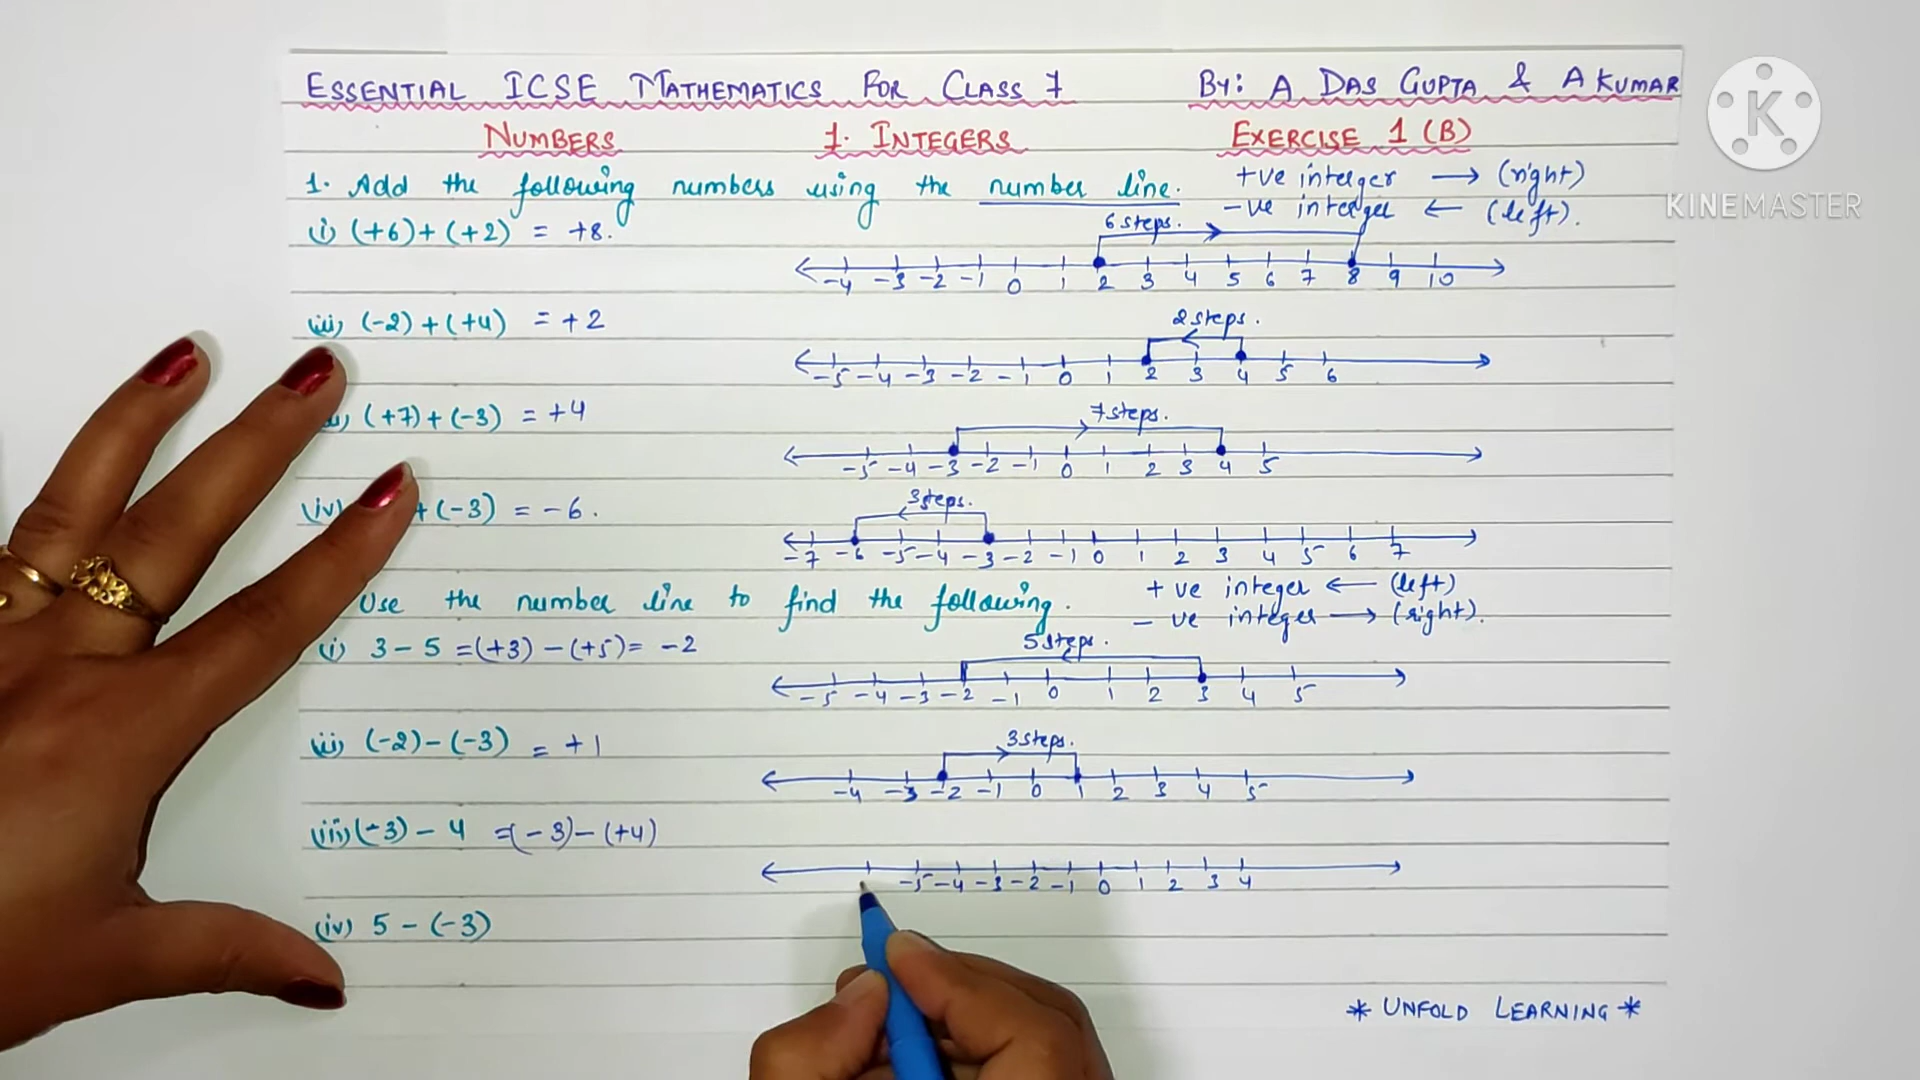 ESSENTIAL ICSE MATHEMATICS FOR CLASS 7 BY: A DAS GUPTA & A KUMAR
NUMBERS 1. INTEGERS EXERCISE 1 (B)
1. Add the following numbers using the number line.
+ve interger → (right)
-ve integer ← (left).
(i) (+6)+(+2) = +8.
6 steps.
-4 -3 -2 -1 0 1 2 3 4 5 6 7 8 9 10
(ii) (-2)+(+4) = +2
2 steps.
-5 -4 -3 -2 -1 0 1 2 3 4 5 6
(+7)+(-3) = +4
7 steps.
-5 -4 -3 -2 -1 0 1 2 3 4 5
(iv) +(-3) = -6.
3 steps.
-7 -6 -5 -4 -3 -2 -1 0 1 2 3 4 5 6 7
Use the number line to find the following.
+ve integer ← (left)
-ve integer → (right).
(i) 3-5 =(+3)-(+5)= -2
5 steps.
-5 -4 -3 -2 -1 0 1 2 3 4 5
(ii) (-2)-(-3) = +1
3 steps.
-4 -3 -2 -1 0 1 2 3 4 5
(iii) (-3)-4 =(-3)-(+4)
-5 -4 -3 -2 -1 0 1 2 3 4
(iv) 5-(-3)
* UNFOLD LEARNING *
K
KINEMASTER